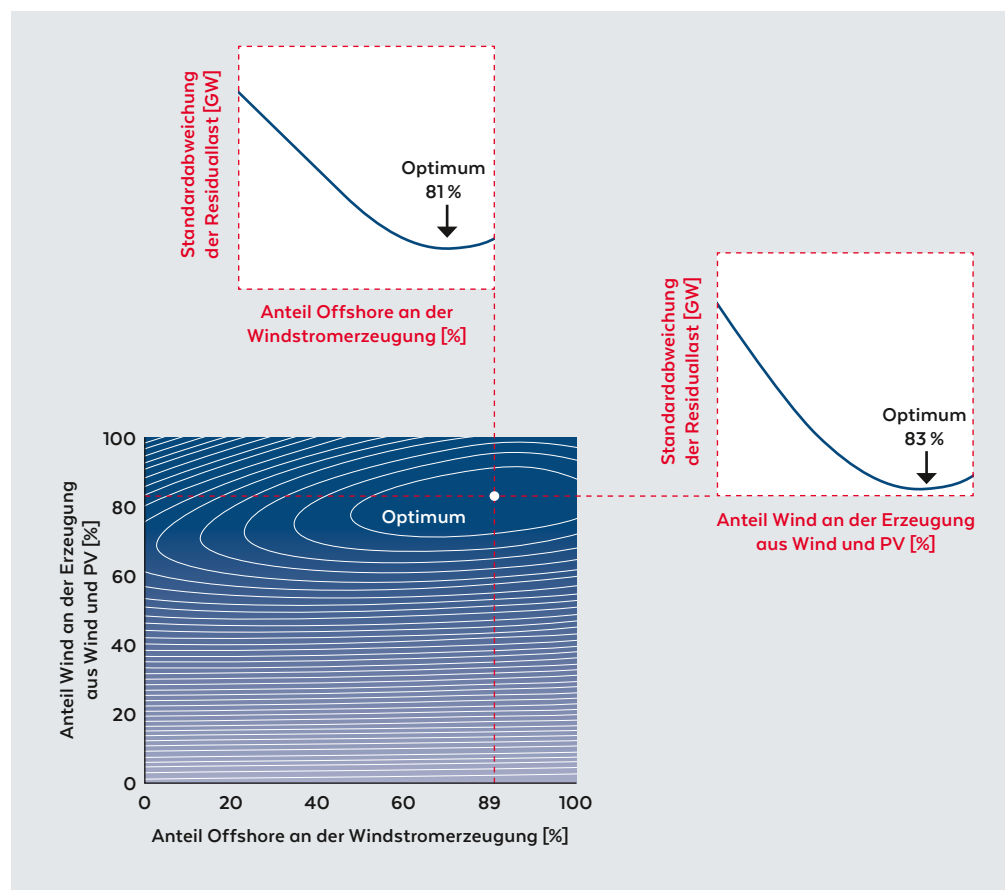 Standardabweichung
der Residuallast [GW]
Optimum
81 %
Anteil Offshore an der
Windstromerzeugung [%]
Standardabweichung
der Residuallast [GW]
Optimum
83 %
Anteil Wind an der Erzeugung
aus Wind und PV [%]
Anteil Wind an der Erzeugung
aus Wind und PV [%]
100
80
60
40
20
0
Optimum
0
20
40
60
89
100
Anteil Offshore an der Windstromerzeugung [%]